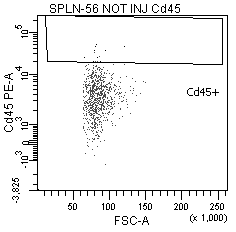 SPLN-56 NOT INJ Cd45
Cd45 PE-A
10^5
10^4
10^3
0
-10^3
-3,825
Cd45+
50 100 150 200 250
FSC-A
(x 1,000)